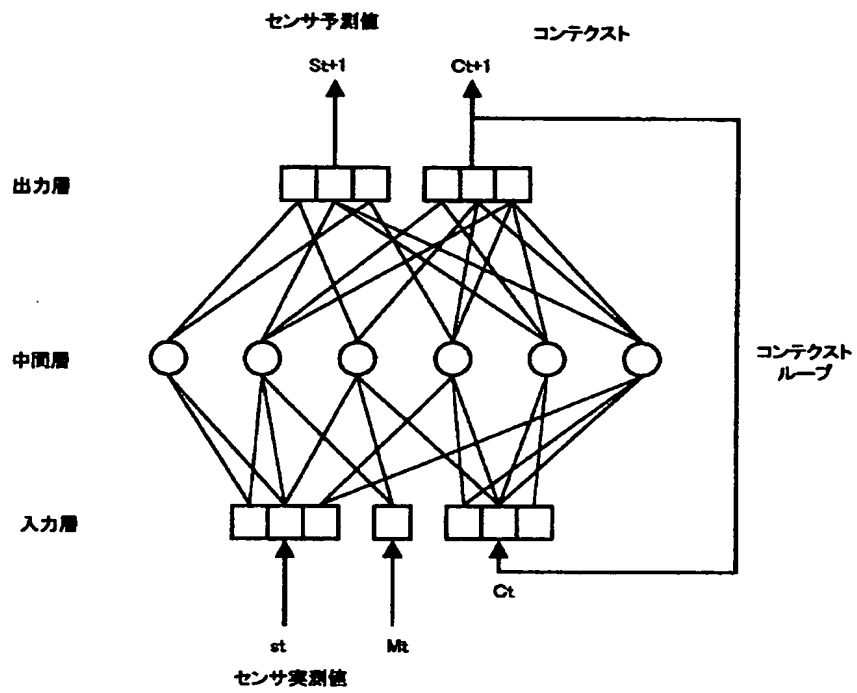 センサ予測値
コンテクスト
St+1
Ct+1
出力層
中間層
コンテクスト
ループ
入力層
Ct
st
Mt
センサ実測値